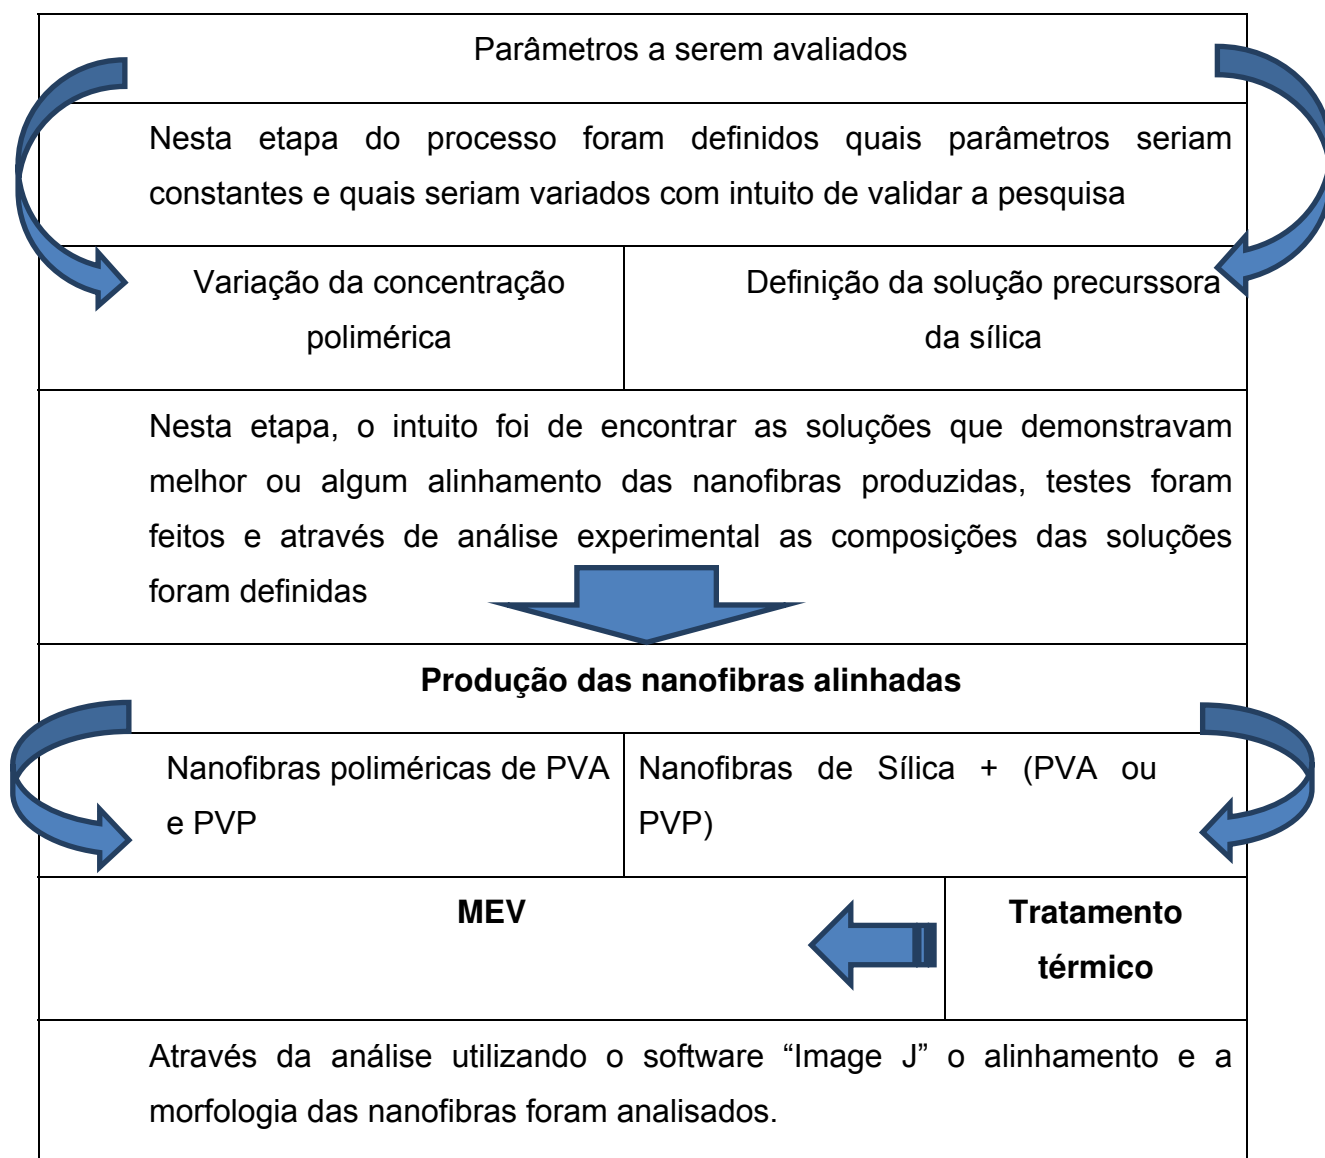 Parâmetros a serem avaliados
Nesta etapa do processo foram definidos quais parâmetros seriam
constantes e quais seriam variados com intuito de validar a pesquisa
Variação da concentração
polimérica
Definição da solução precurssora
da sílica
Nesta etapa, o intuito foi de encontrar as soluções que demonstravam
melhor ou algum alinhamento das nanofibras produzidas, testes foram
feitos e através de análise experimental as composições das soluções
foram definidas
Produção das nanofibras alinhadas
Nanofibras poliméricas de PVA
e PVP
Nanofibras de Sílica + (PVA ou
PVP)
MEV
Tratamento
térmico
Através da análise utilizando o software “Image J” o alinhamento e a
morfologia das nanofibras foram analisados.